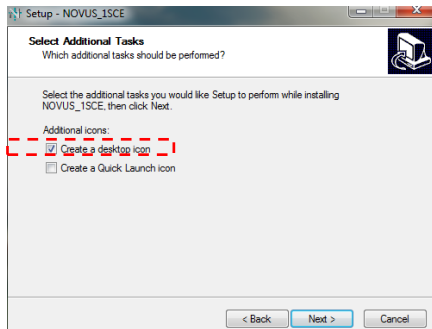 Setup - NOVUS_1SCE
Select Additional Tasks
Which additional tasks should be performed?
Select the additional tasks you would like Setup to perform while installing
NOVUS_1SCE, then click Next.
Additional icons:
Create a desktop icon
Create a Quick Launch icon
< Back Next > Cancel